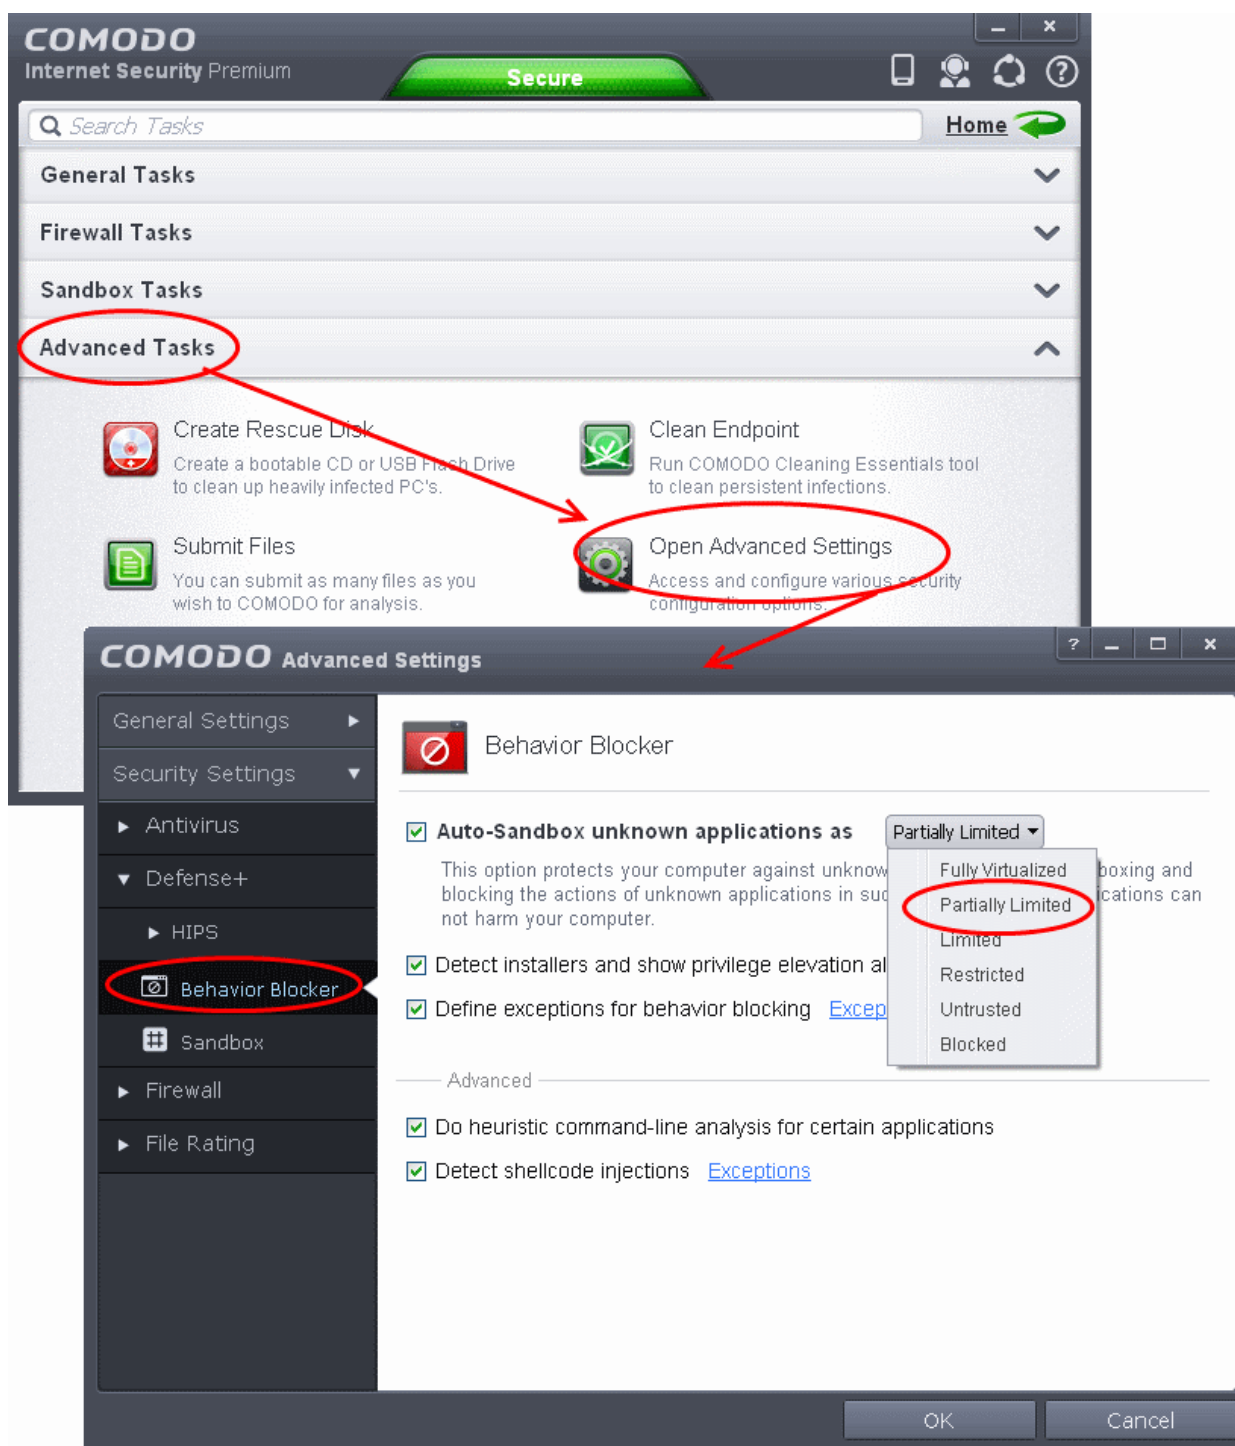 COMODO
Internet Security Premium
Secure
Search Tasks
Home
General Tasks
Firewall Tasks
Sandbox Tasks
Advanced Tasks
Create Rescue Disk
Create a bootable CD or USB Flash Drive
to clean up heavily infected PC's.
Clean Endpoint
Run COMODO Cleaning Essentials tool
to clean persistent infections.
Submit Files
You can submit as many files as you
wish to COMODO for analysis.
Open Advanced Settings
Access and configure various security
configuration options.
COMODO Advanced Settings
General Settings
Security Settings
Antivirus
Defense+
HIPS
Behavior Blocker
Sandbox
Firewall
File Rating
Behavior Blocker
Auto-Sandbox unknown applications as
Partially Limited
This option protects your computer against unknow boxing and
blocking the actions of unknown applications in suc ications can
not harm your computer.
Fully Virtualized
Partially Limited
Limited
Restricted
Untrusted
Blocked
Detect installers and show privilege elevation al
Define exceptions for behavior blocking Excep
Advanced
Do heuristic command-line analysis for certain applications
Detect shellcode injections Exceptions
OK
Cancel